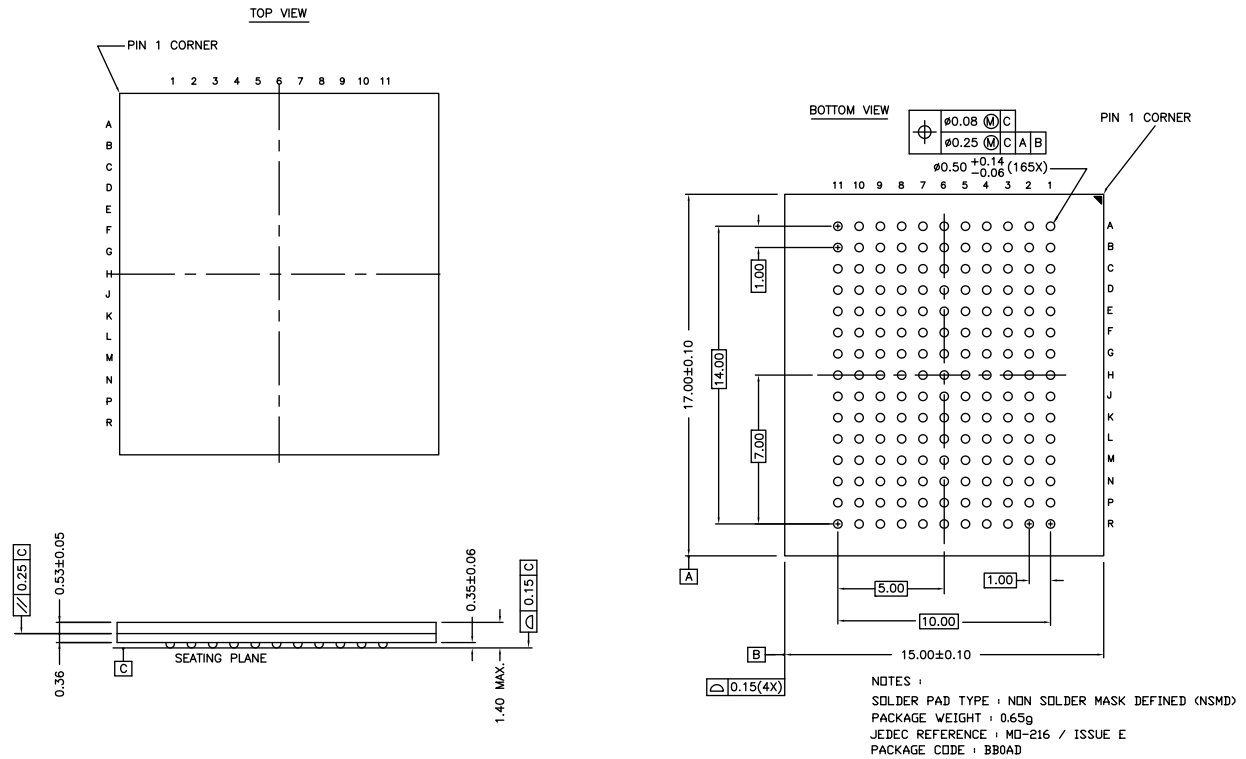 TOP VIEW
PIN 1 CORNER
1 2 3 4 5 6 7 8 9 10 11
A
B
C
D
E
F
G
H
J
K
L
M
N
P
R
BOTTOM VIEW
ø0.08 Ⓜ C
ø0.25 Ⓜ C A B
PIN 1 CORNER
ø0.50 +0.14 -0.06 (165X)
11 10 9 8 7 6 5 4 3 2 1
A
B
C
D
E
F
G
H
J
K
L
M
N
P
R
1.00
14.00
17.00±0.10
7.00
A
5.00
1.00
10.00
B
15.00±0.10
0.15(4X)
// 0.25 C
0.53±0.05
0.36
C
SEATING PLANE
0.35±0.06
1.40 MAX.
0.15 C
NOTES :
SOLDER PAD TYPE : NON SOLDER MASK DEFINED (NSMD)
PACKAGE WEIGHT : 0.65g
JEDEC REFERENCE : MO-216 / ISSUE E
PACKAGE CODE : BB0AD